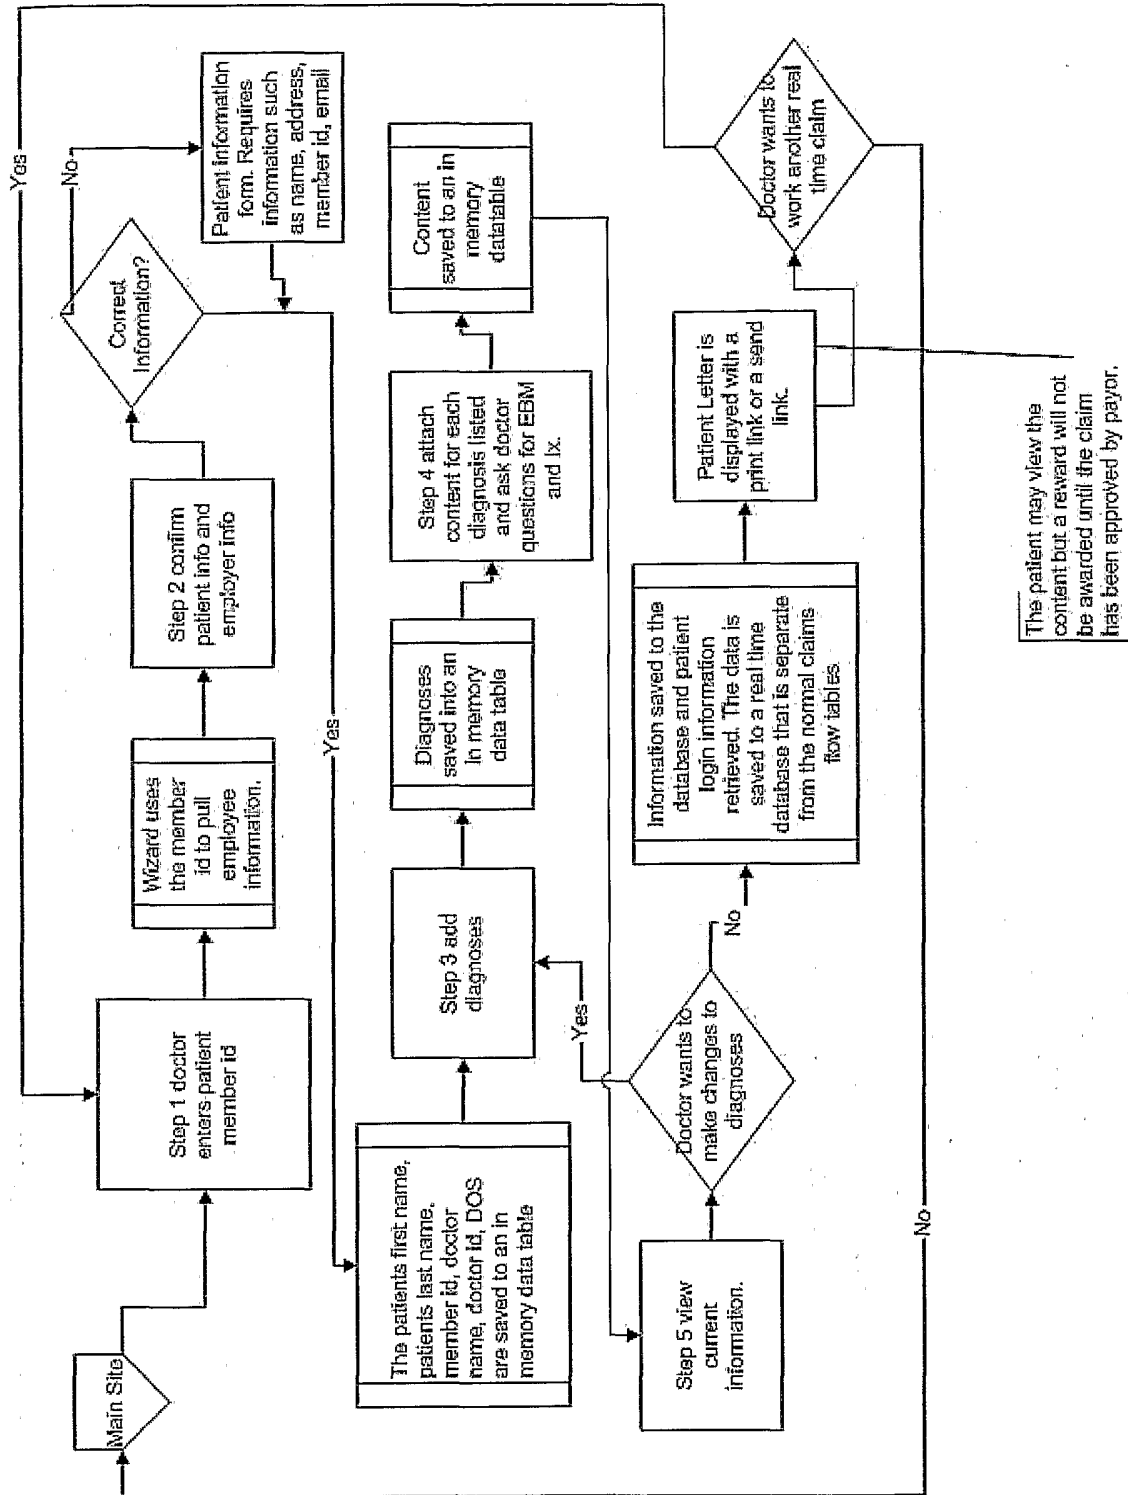 Main Site
Step 1 doctor
enters patient
member id
Wizard uses
the member
id to pull
employee
information.
Step 2 confirm
patient info and
employer info
Correct
Information?
No
Patient information
form. Requires
information such
as name, address,
member id, email
Yes
Yes
The patients first name,
patients last name,
member id, doctor
name, doctor id, DOS
are saved to an in
memory data table
Step 3 add
diagnoses
Diagnoses
saved into an
in memory
data table
Step 4 attach
content for each
diagnosis listed
and ask doctor
questions for EBM
and Ix.
Content
saved to an in
memory
datatable
Step 5 view
current
information.
Doctor wants to
make changes to
diagnoses
Yes
No
Information saved to the
database and patient
login information
retrieved. The data is
saved to a real time
database that is separate
from the normal claims
flow tables.
Patient Letter is
displayed with a
print link or a send
link.
Doctor wants to
work another real
time claim
No
The patient may view the
content but a reward will not
be awarded until the claim
has been approved by payor.